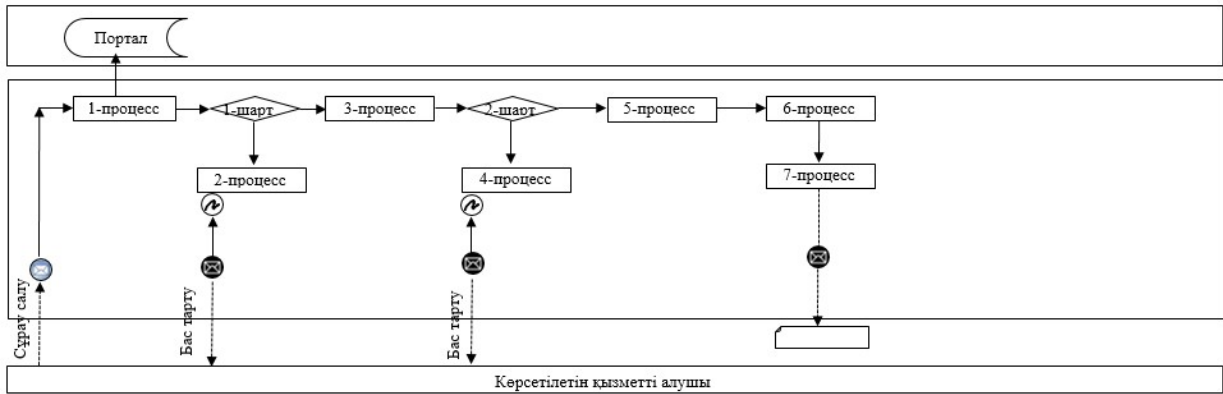 Портал
1-процесс
1-шарт
3-процесс
2-шарт
5-процесс
6-процесс
2-процесс
4-процесс
7-процесс
Сұрау салу
Бас тарту
Бас тарту
Көрсетілетін қызметті алушы